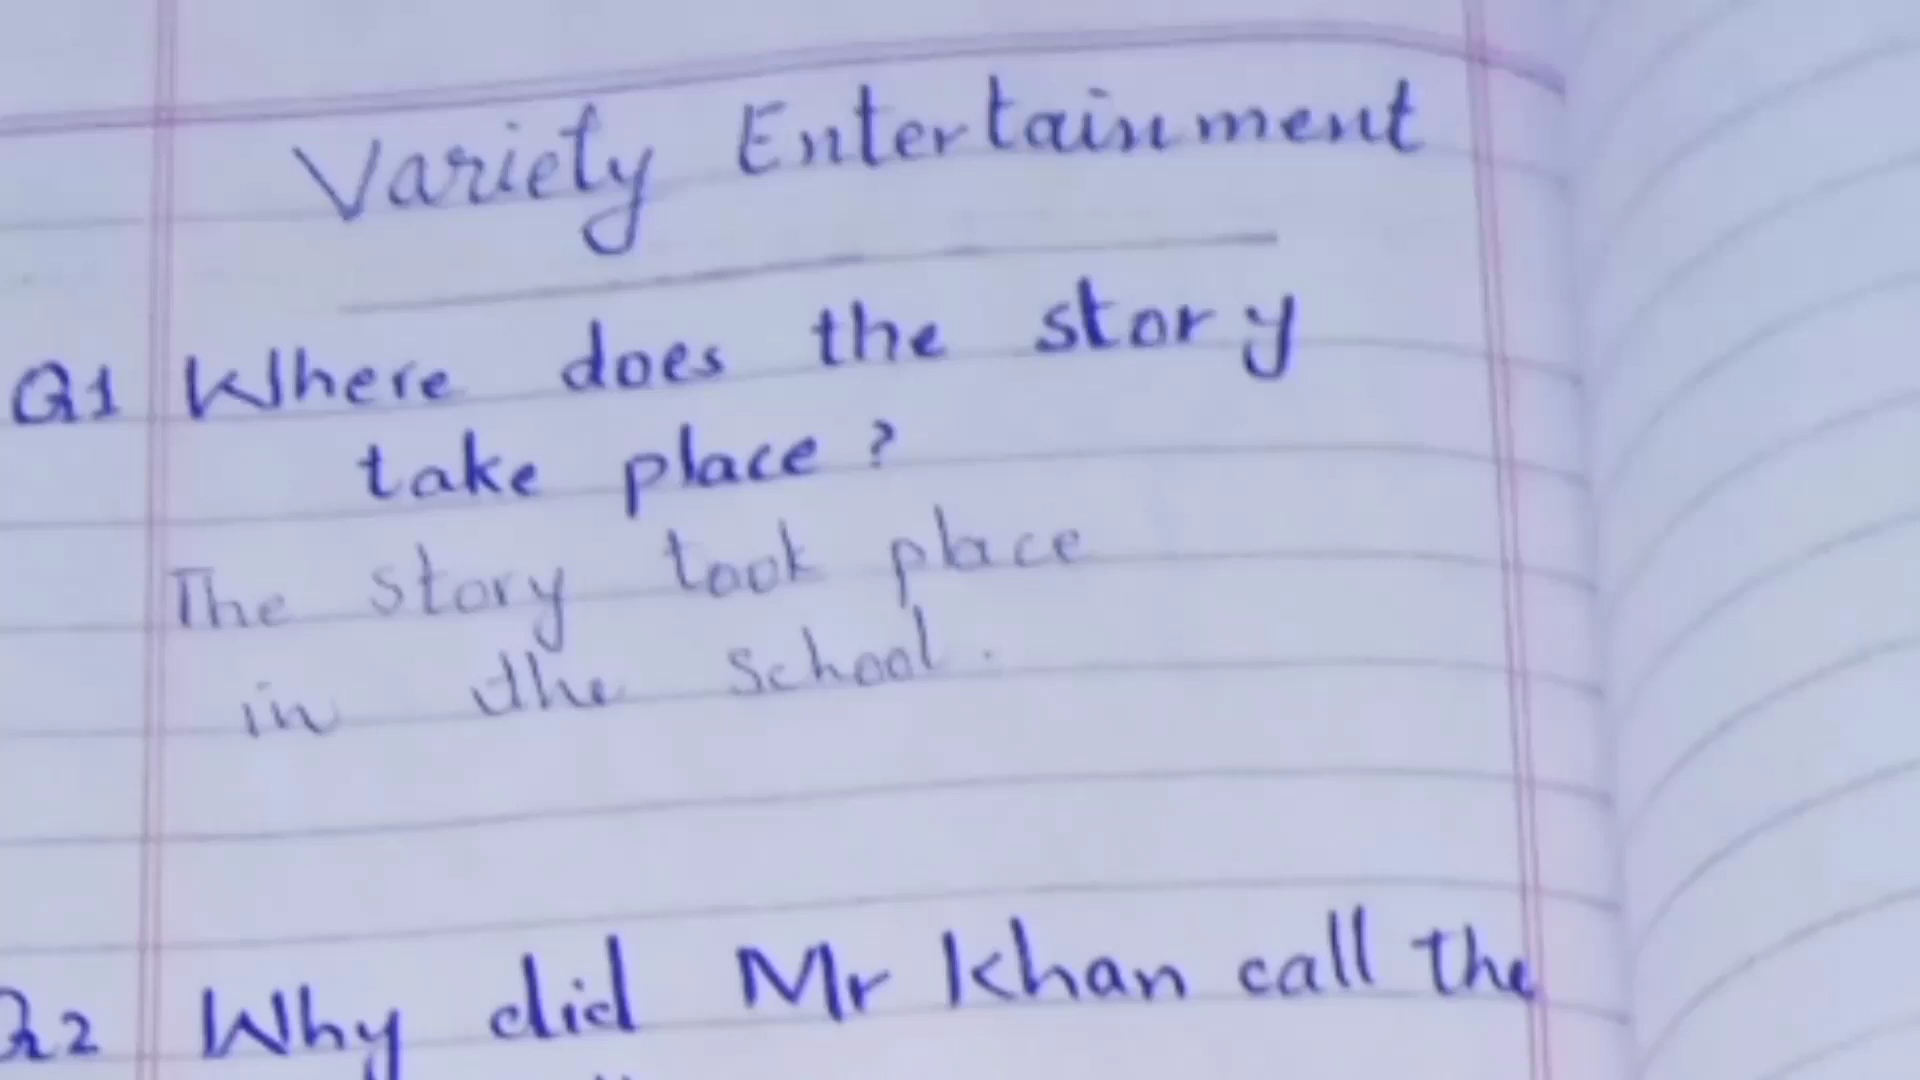 Variety Entertainment
Q1 Where does the story
take place?
The story took place
in the school.
Q2 Why did Mr Khan call the